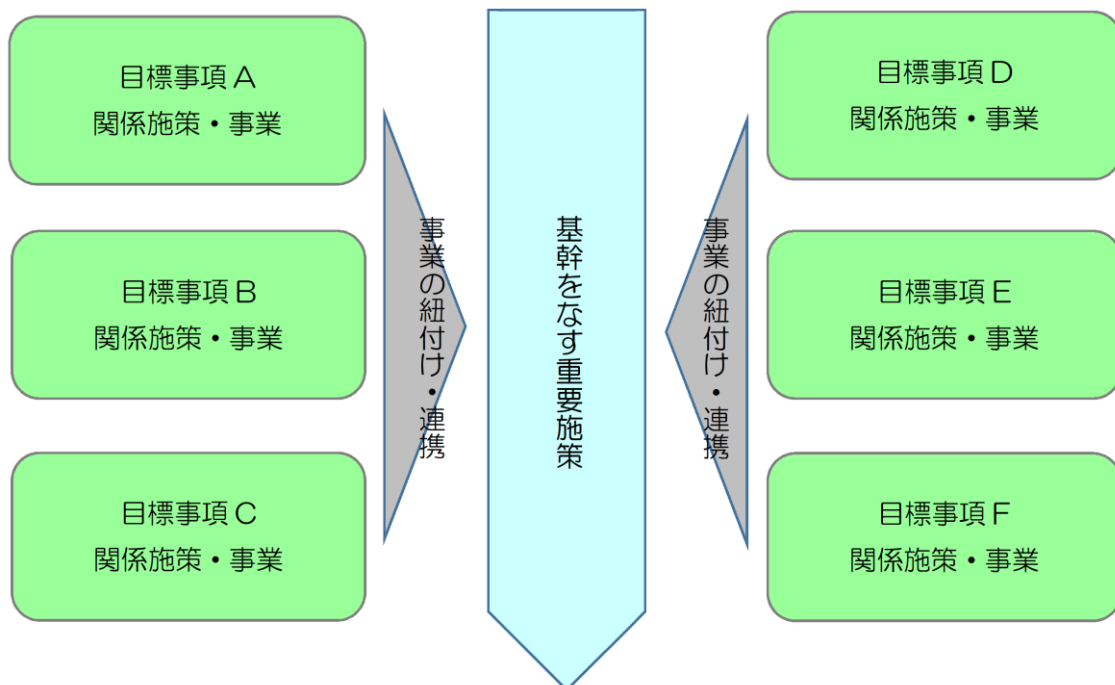 目標事項Ａ
関係施策・事業
目標事項Ｂ
関係施策・事業
目標事項Ｃ
関係施策・事業
事業の紐付け・連携
基幹をなす重要施策
事業の紐付け・連携
目標事項Ｄ
関係施策・事業
目標事項Ｅ
関係施策・事業
目標事項Ｆ
関係施策・事業